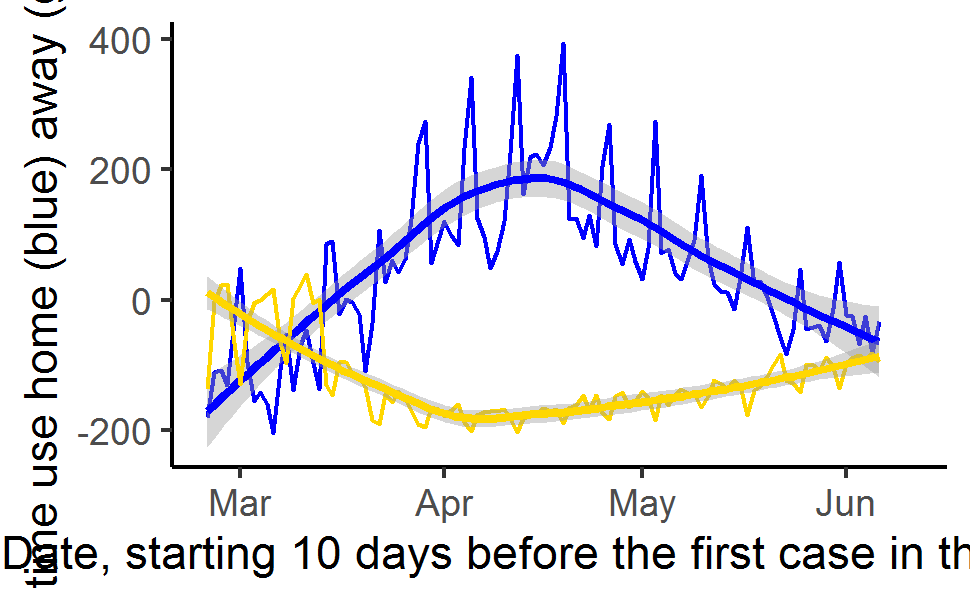 time use home (blue) away (
400
200
0
-200
Mar Apr May Jun
Date, starting 10 days before the first case in th